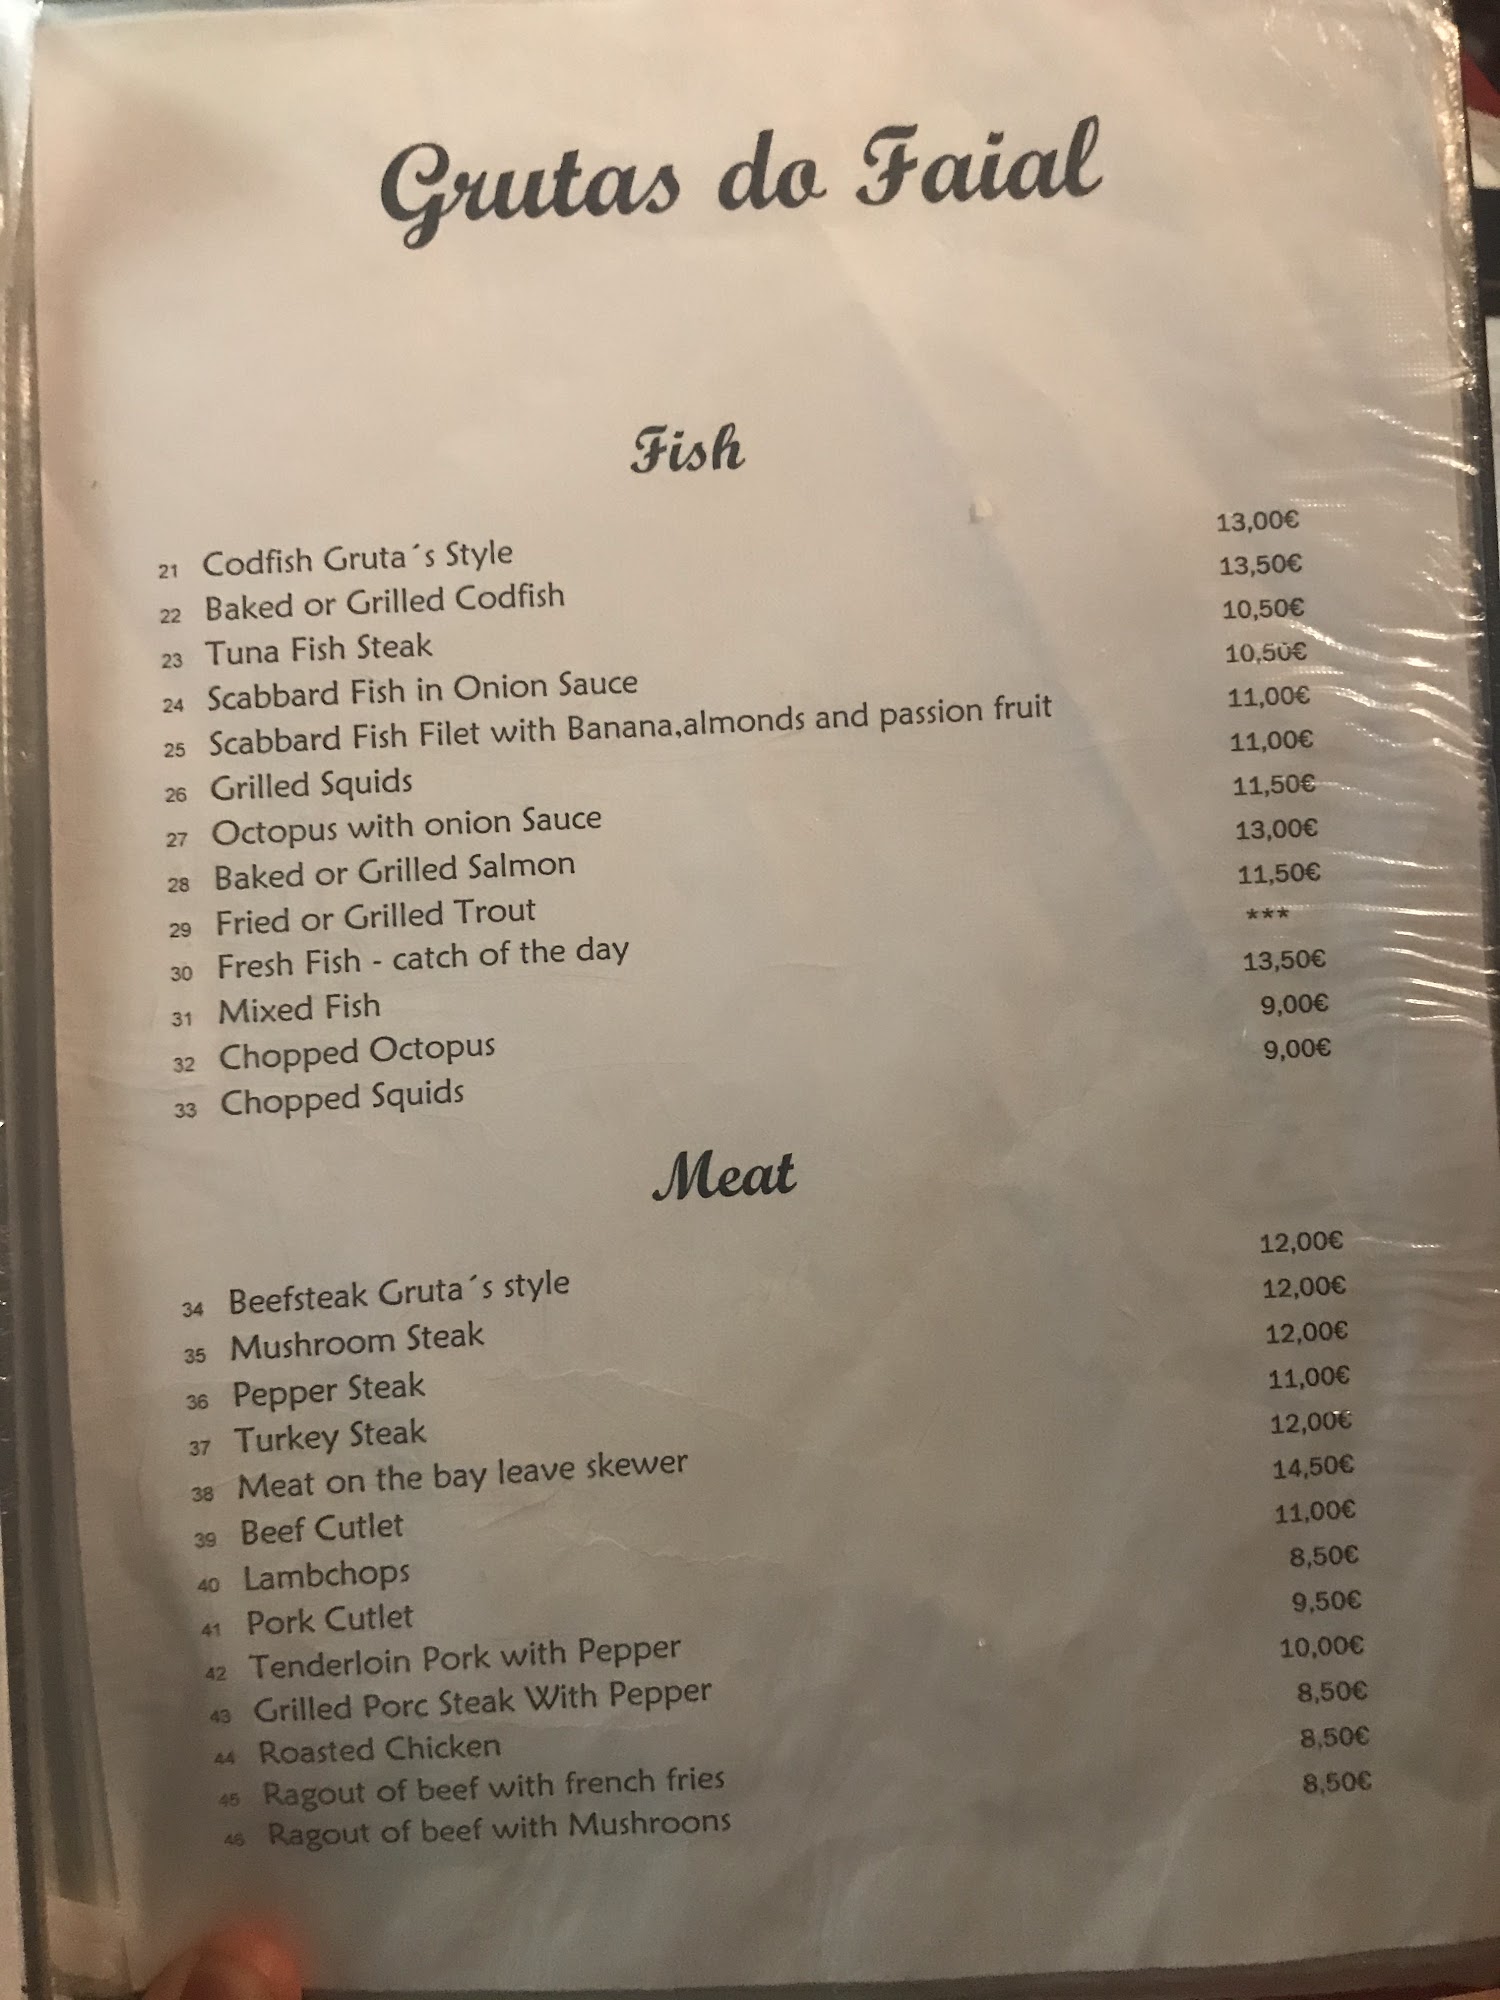 Grutas do Faial
Fish
21 Codfish Gruta´s Style 13,00€
22 Baked or Grilled Codfish 13,50€
23 Tuna Fish Steak 10,50€
24 Scabbard Fish in Onion Sauce 10,50€
25 Scabbard Fish Filet with Banana,almonds and passion fruit 11,00€
26 Grilled Squids 11,00€
27 Octopus with onion Sauce 11,50€
28 Baked or Grilled Salmon 13,00€
29 Fried or Grilled Trout 11,50€
30 Fresh Fish - catch of the day ***
31 Mixed Fish 13,50€
32 Chopped Octopus 9,00€
33 Chopped Squids 9,00€
Meat
34 Beefsteak Gruta´s style 12,00€
35 Mushroom Steak 12,00€
36 Pepper Steak 12,00€
37 Turkey Steak 11,00€
38 Meat on the bay leave skewer 12,00€
39 Beef Cutlet 14,50€
40 Lambchops 11,00€
41 Pork Cutlet 8,50€
42 Tenderloin Pork with Pepper 9,50€
43 Grilled Porc Steak With Pepper 10,00€
44 Roasted Chicken 8,50€
45 Ragout of beef with french fries 8,50€
46 Ragout of beef with Mushroons 8,50€